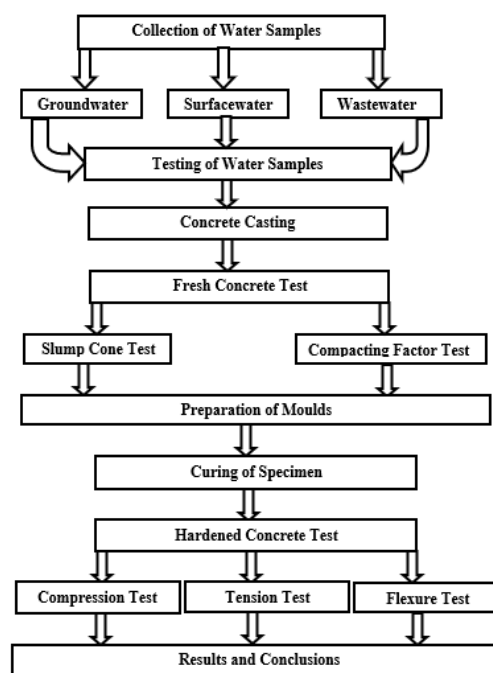 Collection of Water Samples
Groundwater
Surfacewater
Wastewater
Testing of Water Samples
Concrete Casting
Fresh Concrete Test
Slump Cone Test
Compacting Factor Test
Preparation of Moulds
Curing of Specimen
Hardened Concrete Test
Compression Test
Tension Test
Flexure Test
Results and Conclusions